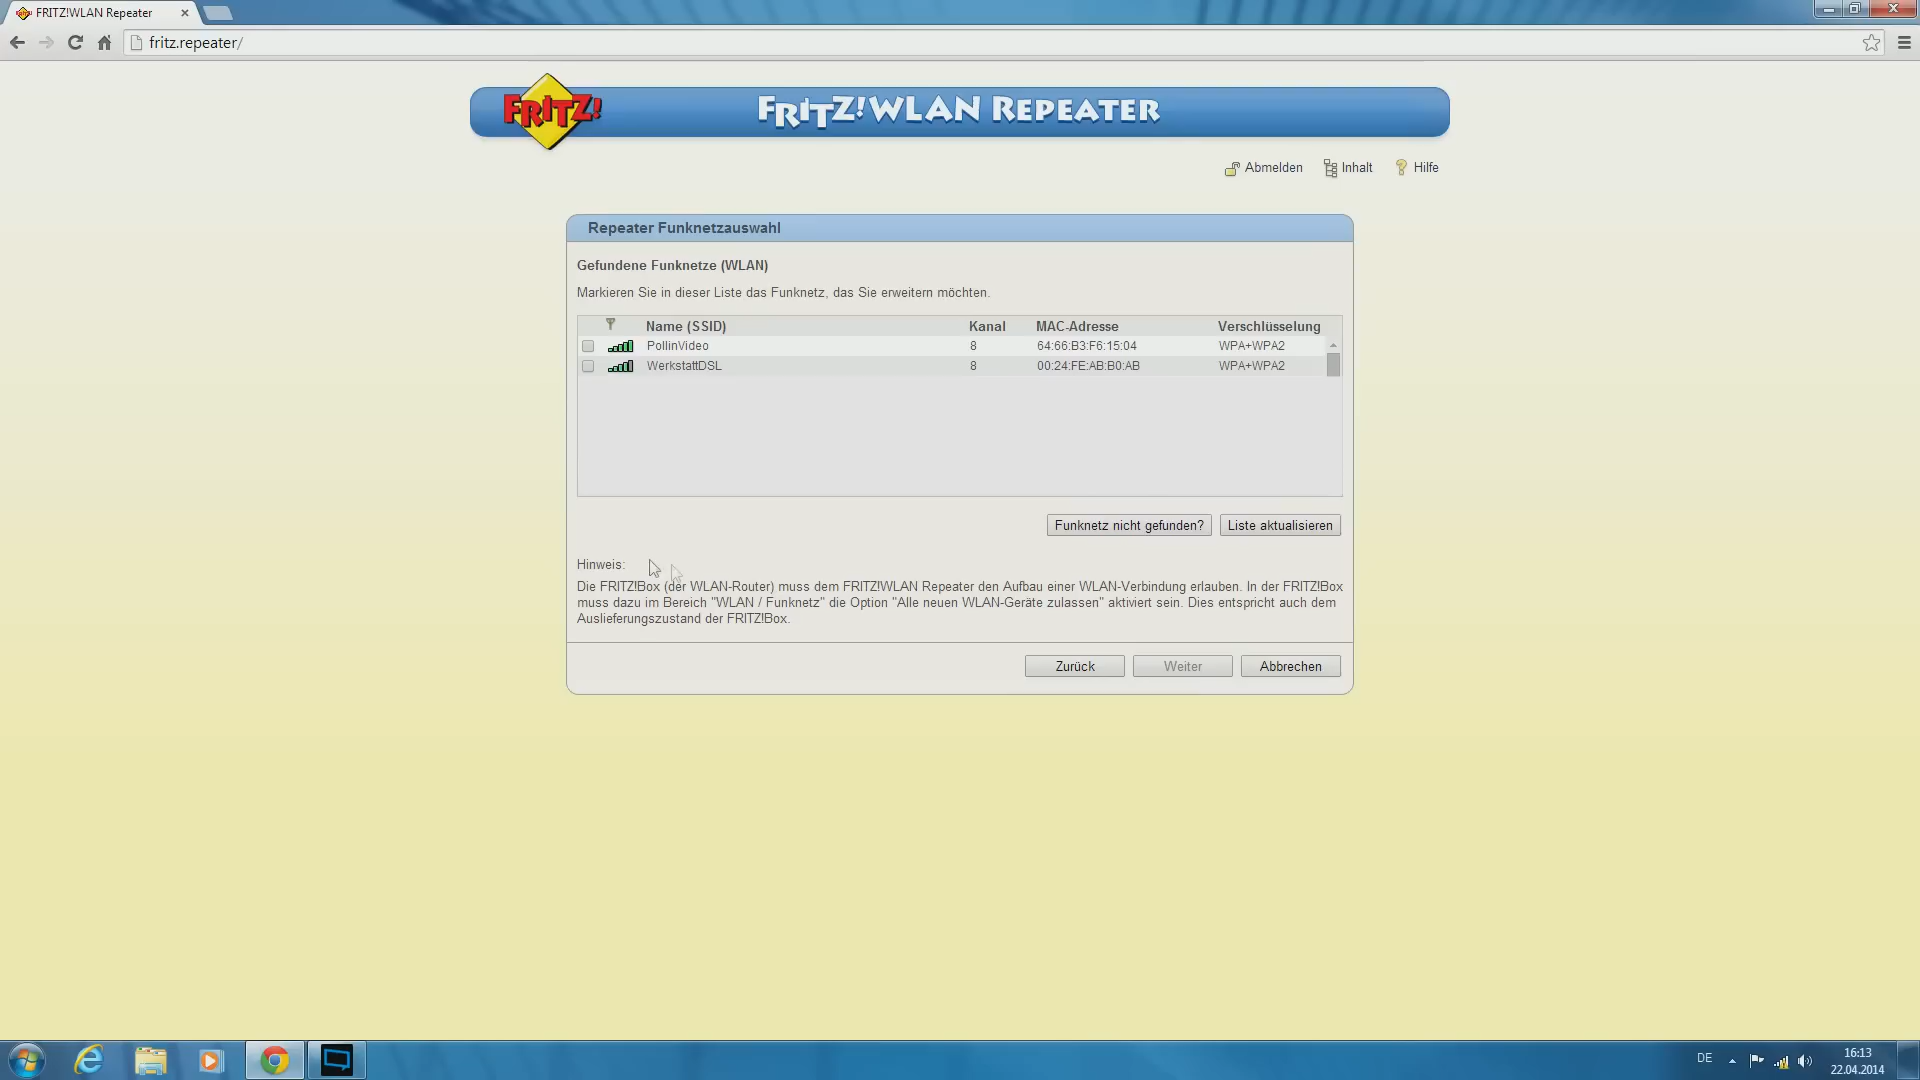 FRITZ!WLAN Repeater
fritz.repeater/
FRITZ!
FRITZ!WLAN REPEATER
Abmelden Inhalt Hilfe
Repeater Funknetzauswahl
Gefundene Funknetze (WLAN)
Markieren Sie in dieser Liste das Funknetz, das Sie erweitern möchten.
Name (SSID) Kanal MAC-Adresse Verschlüsselung
PollinVideo 8 64:66:B3:F6:15:04 WPA+WPA2
WerkstattDSL 8 00:24:FE:AB:B0:AB WPA+WPA2
Funknetz nicht gefunden? Liste aktualisieren
Hinweis:
Die FRITZ!Box (der WLAN-Router) muss dem FRITZ!WLAN Repeater den Aufbau einer WLAN-Verbindung erlauben. In der FRITZ!Box
muss dazu im Bereich "WLAN / Funknetz" die Option "Alle neuen WLAN-Geräte zulassen" aktiviert sein. Dies entspricht auch dem
Auslieferungszustand der FRITZ!Box.
Zurück Weiter Abbrechen
DE
16:13
22.04.2014